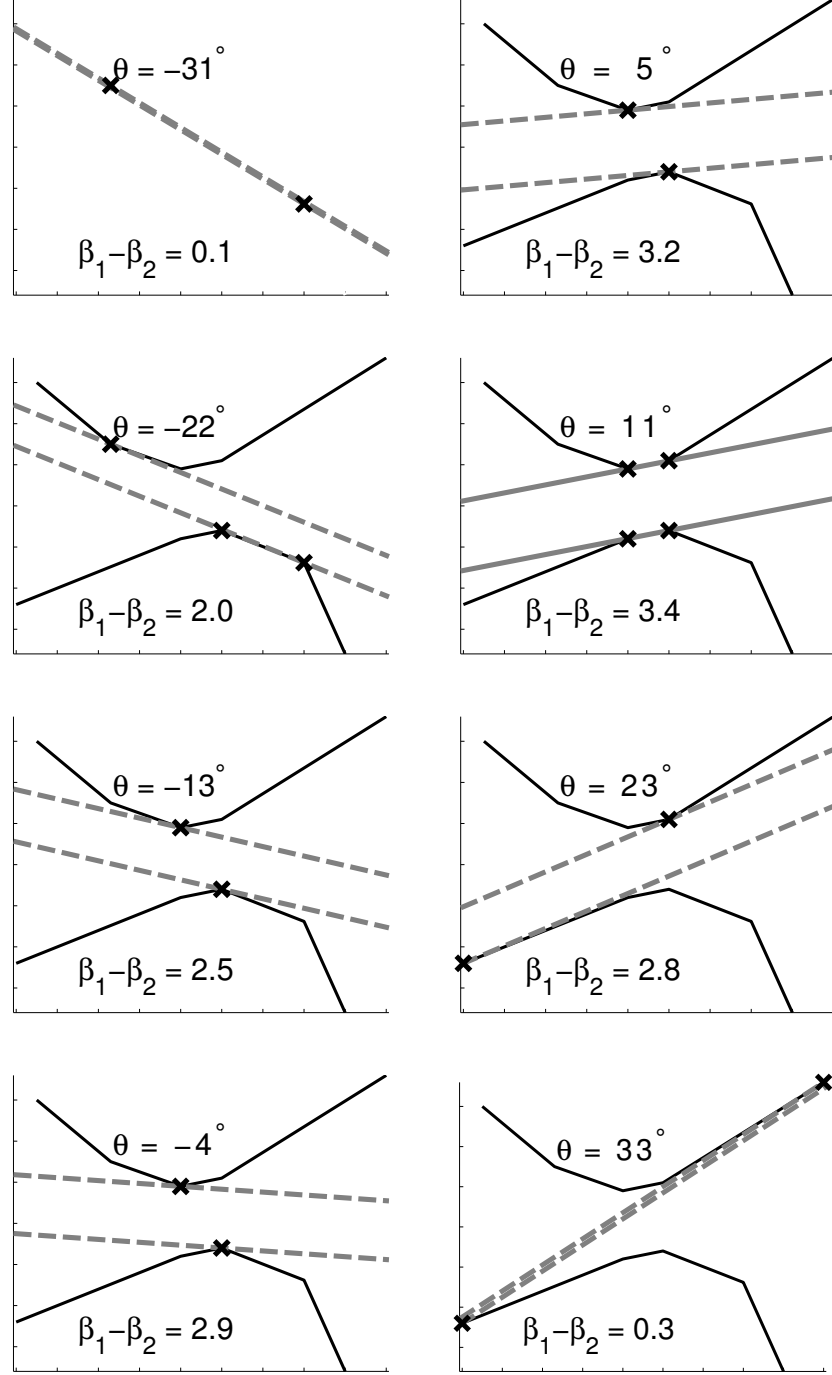 θ = −31°
β₁−β₂ = 0.1
θ = 5°
β₁−β₂ = 3.2
θ = −22°
β₁−β₂ = 2.0
θ = 11°
β₁−β₂ = 3.4
θ = −13°
β₁−β₂ = 2.5
θ = 23°
β₁−β₂ = 2.8
θ = −4°
β₁−β₂ = 2.9
θ = 33°
β₁−β₂ = 0.3